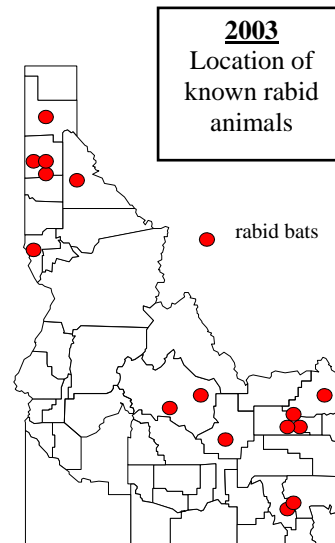 2003
Location of
known rabid
animals
rabid bats